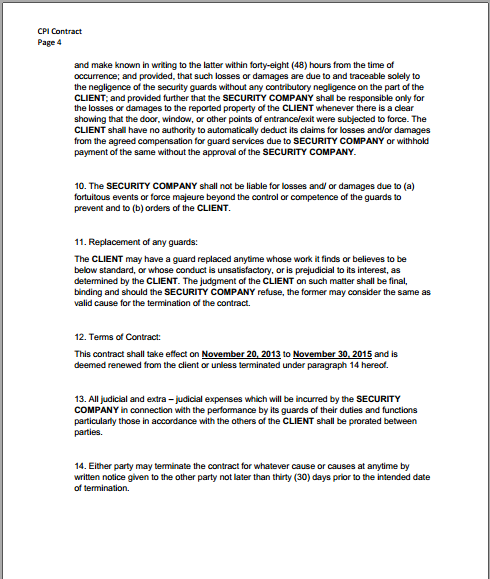 CPI Contract
Page 4
and make known in writing to the latter within forty-eight (48) hours from the time of
occurrence; and provided, that such losses or damages are due to and traceable solely to
the negligence of the security guards without any contributory negligence on the part of the
CLIENT; and provided further that the SECURITY COMPANY shall be responsible only for
the losses or damages to the reported property of the CLIENT whenever there is a clear
showing that the door, window, or other points of entrance/exit were subjected to force. The
CLIENT shall have no authority to automatically deduct its claims for losses and/or damages
from the agreed compensation for guard services due to SECURITY COMPANY or withhold
payment of the same without the approval of the SECURITY COMPANY.
10. The SECURITY COMPANY shall not be liable for losses and/ or damages due to (a)
fortuitous events or force majeure beyond the control or competence of the guards to
prevent and to (b) orders of the CLIENT.
11. Replacement of any guards:
The CLIENT may have a guard replaced anytime whose work it finds or believes to be
below standard, or whose conduct is unsatisfactory, or is prejudicial to its interest, as
determined by the CLIENT. The judgment of the CLIENT on such matter shall be final,
binding and should the SECURITY COMPANY refuse, the former may consider the same as
valid cause for the termination of the contract.
12. Terms of Contract:
This contract shall take effect on November 20, 2013 to November 30, 2015 and is
deemed renewed from the client or unless terminated under paragraph 14 hereof.
13. All judicial and extra – judicial expenses which will be incurred by the SECURITY
COMPANY in connection with the performance by its guards of their duties and functions
particularly those in accordance with the others of the CLIENT shall be prorated between
parties.
14. Either party may terminate the contract for whatever cause or causes at anytime by
written notice given to the other party not later than thirty (30) days prior to the intended date
of termination.